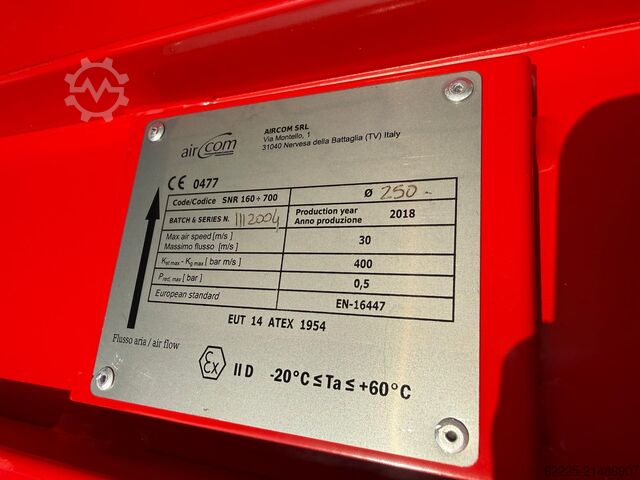 aircom
AIRCOM SRL
Via Montello, 1
31040 Nervesa della Battaglia (TV) Italy
CE 0477
Code/Codice SNR 160÷700 Ø 250-
BATCH & SERIES N. 1112004 Production year 2018
Anno produzione
Max air speed [m/s] 30
Massimo flusso [m/s]
Kst max - Kg max [ bar m/s] 400
Pred, max [ bar ] 0,5
European standard EN-16447
EUT 14 ATEX 1954
Flusso aria / air flow
Ex II D -20°C ≤ Ta ≤ +60°C